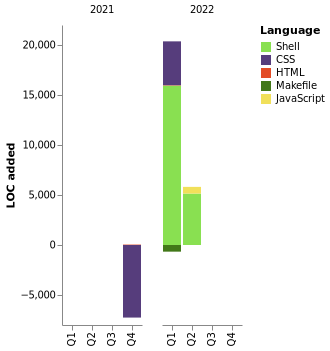 2021 2022
Language
Shell
CSS
HTML
Makefile
JavaScript
LOC added
20,000
15,000
10,000
5,000
0
−5,000
Q1 Q2 Q3 Q4 Q1 Q2 Q3 Q4